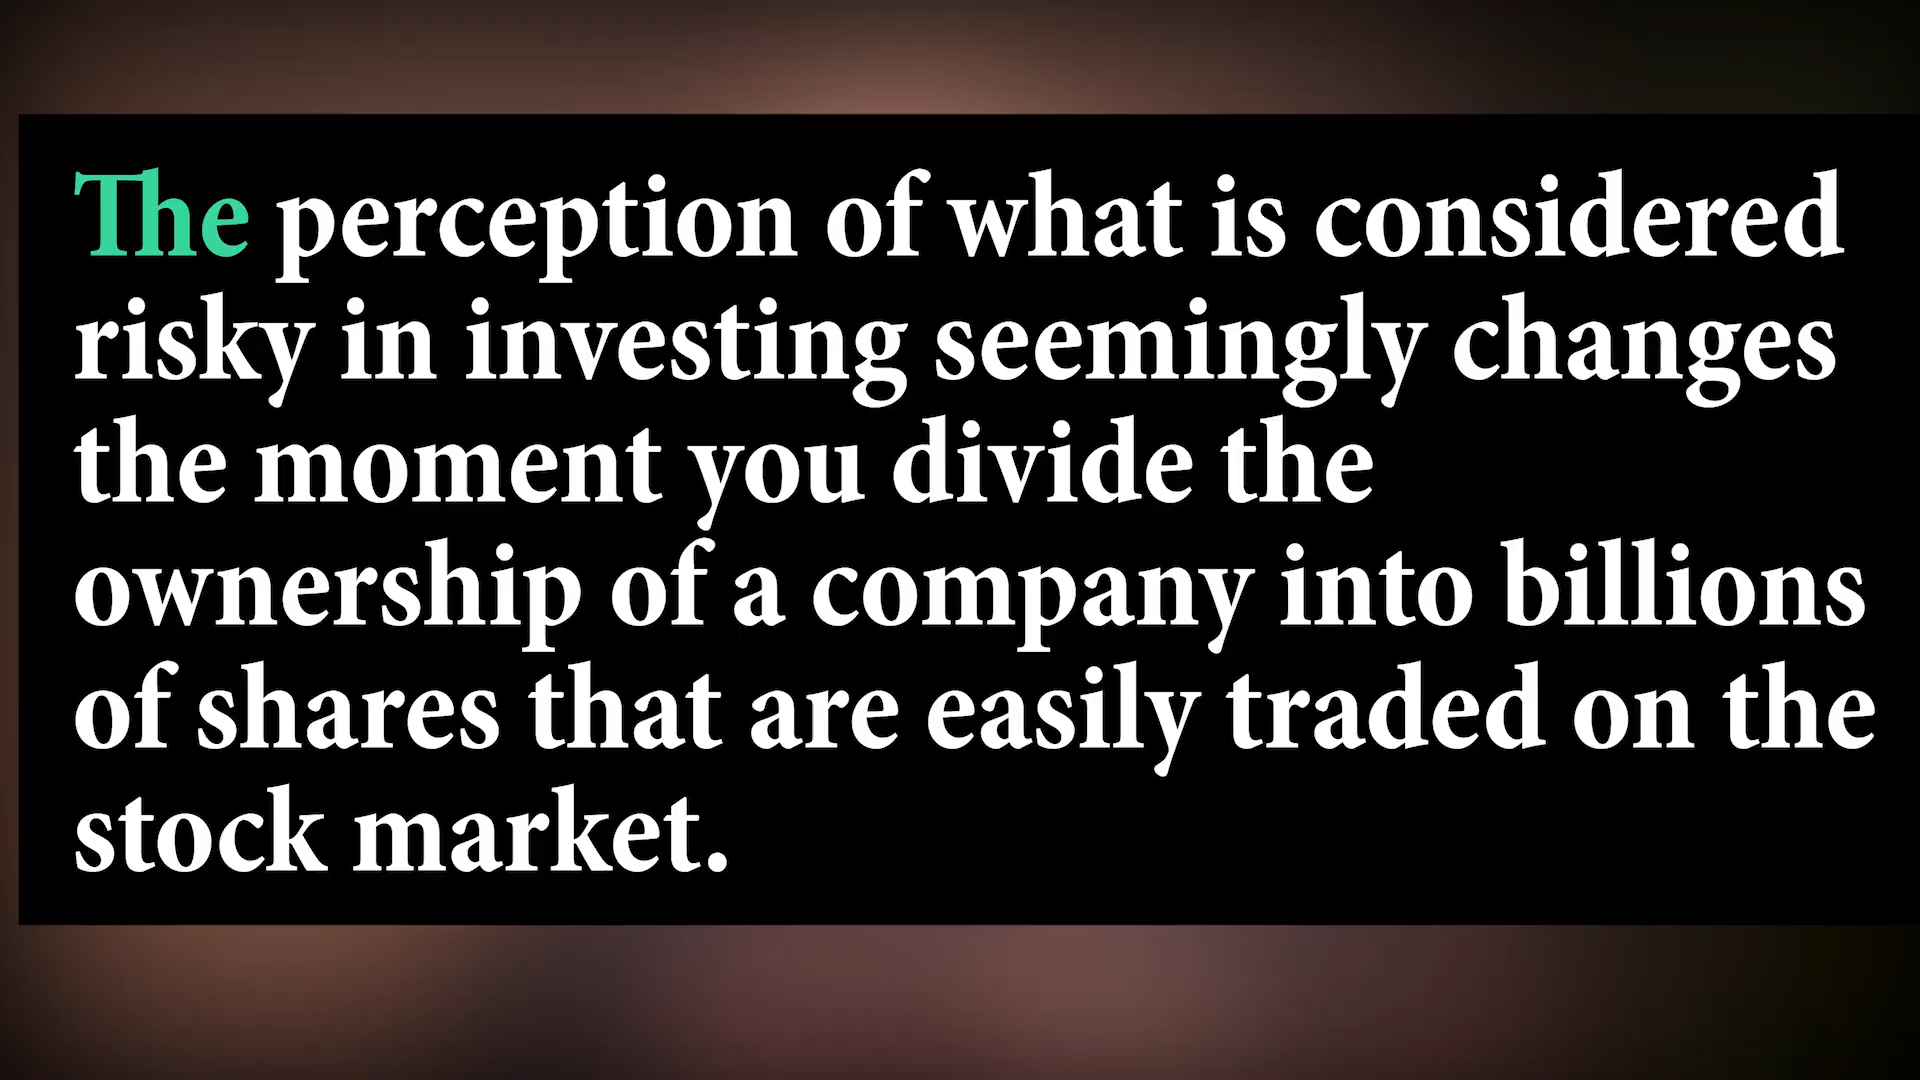 The perception of what is considered
risky in investing seemingly changes
the moment you divide the
ownership of a company into billions
of shares that are easily traded on the
stock market.